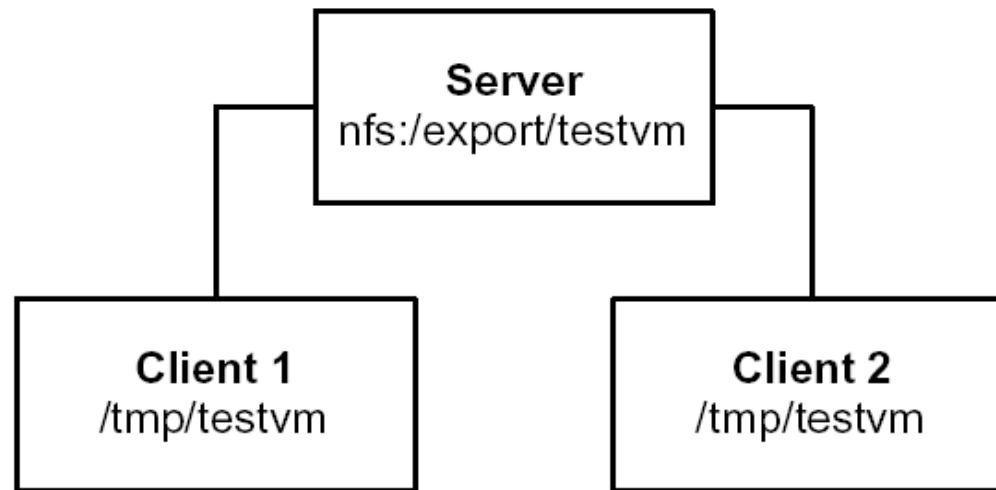 Server
nfs:/export/testvm
Client 1
/tmp/testvm
Client 2
/tmp/testvm